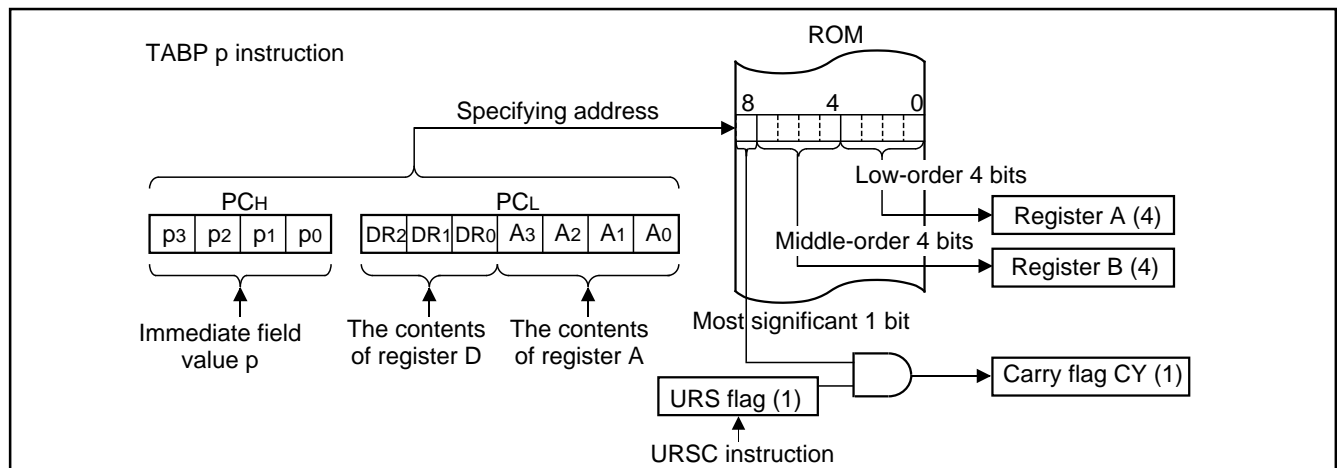 TABP p instruction
ROM
8 4 0
Specifying address
Low-order 4 bits
PCH
PCL
p3 p2 p1 p0
DR2 DR1 DR0 A3 A2 A1 A0
Register A (4)
Middle-order 4 bits
Register B (4)
Immediate field
value p
The contents
of register D
The contents
of register A
Most significant 1 bit
Carry flag CY (1)
URS flag (1)
URSC instruction